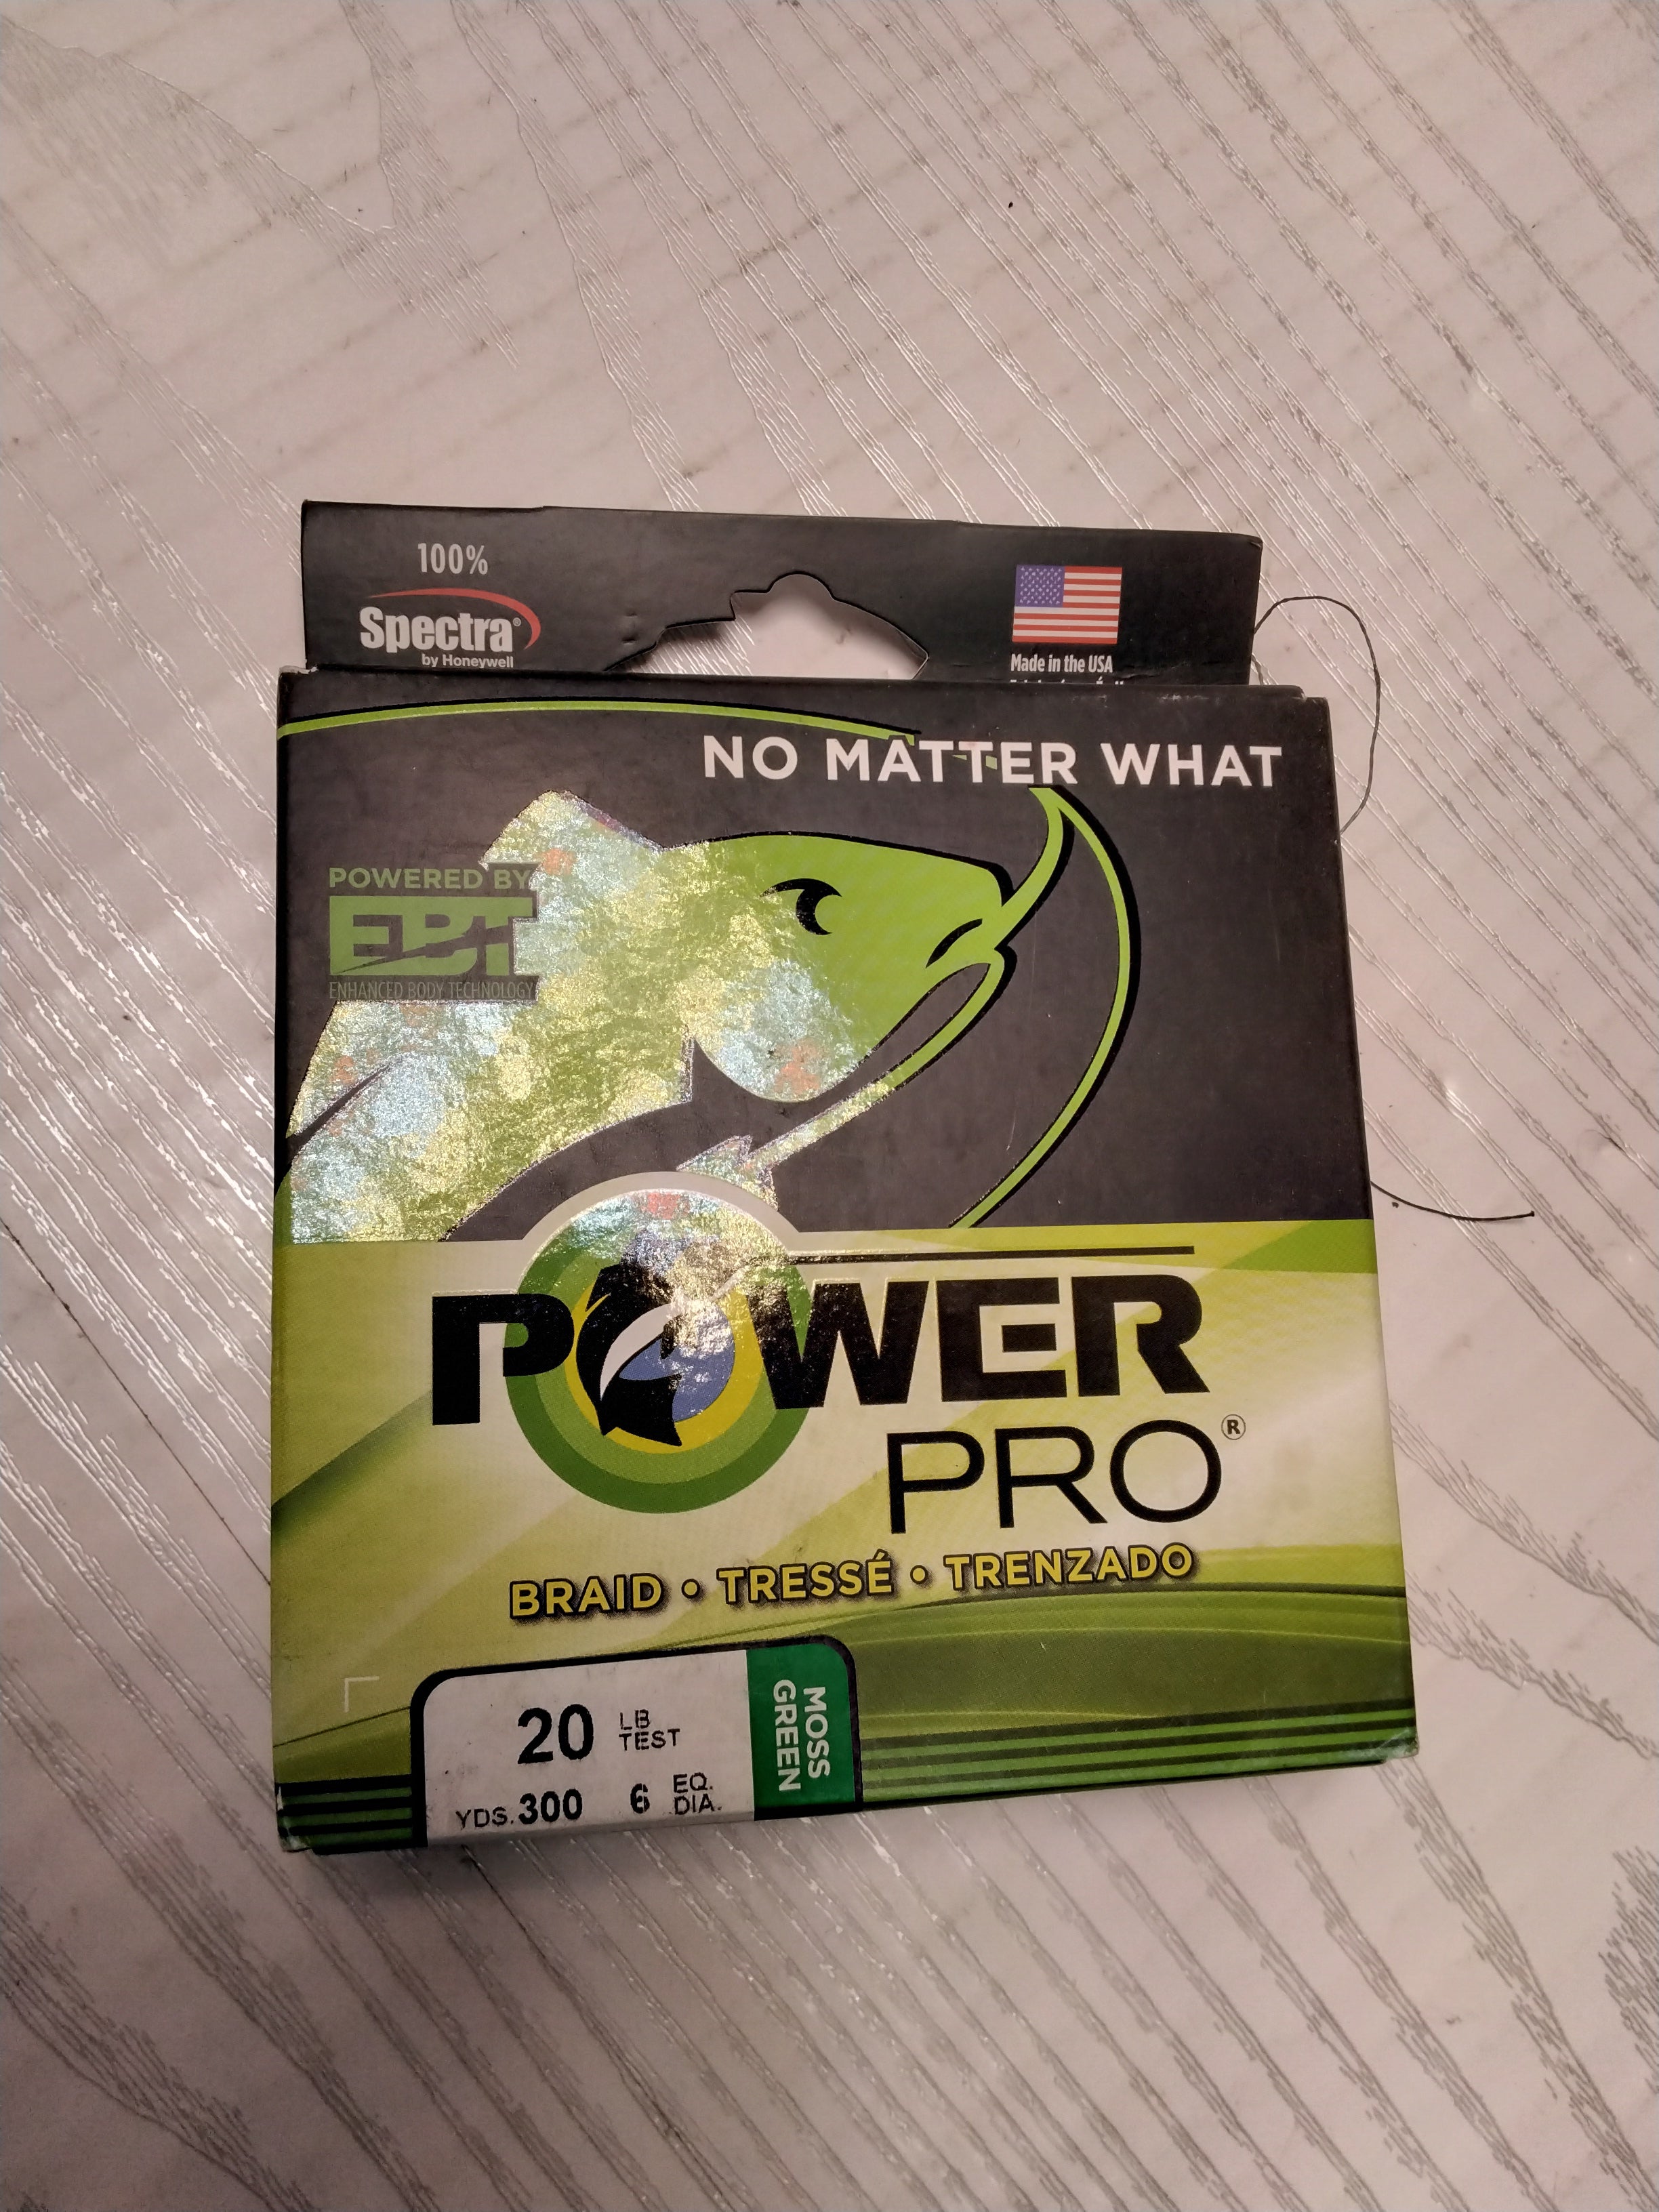 100%
Spectra®
by Honeywell
Made in the USA
NO MATTER WHAT
POWERED BY
EBT
ENHANCED BODY TECHNOLOGY
POWER
PRO®
BRAID • TRESSÉ • TRENZADO
20 LB TEST
YDS. 300 6 EQ. DIA.
MOSS
GREEN